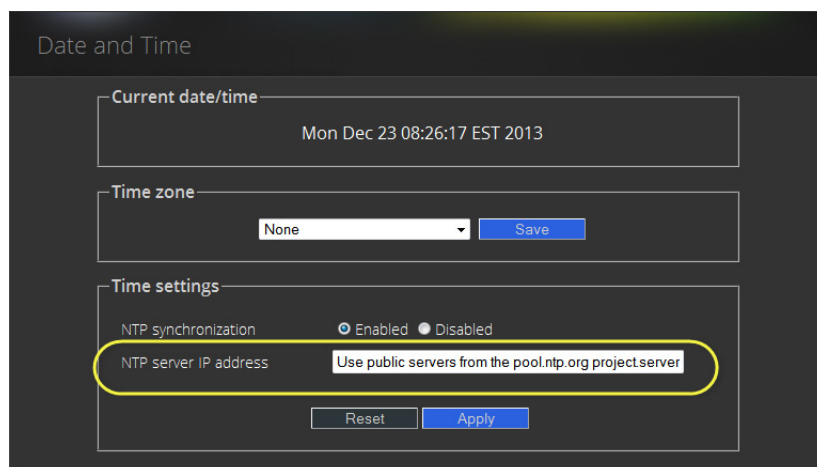 Date and Time
Current date/time
Mon Dec 23 08:26:17 EST 2013
Time zone
None Save
Time settings
NTP synchronization Enabled Disabled
NTP server IP address Use public servers from the pool.ntp.org project.server
Reset Apply